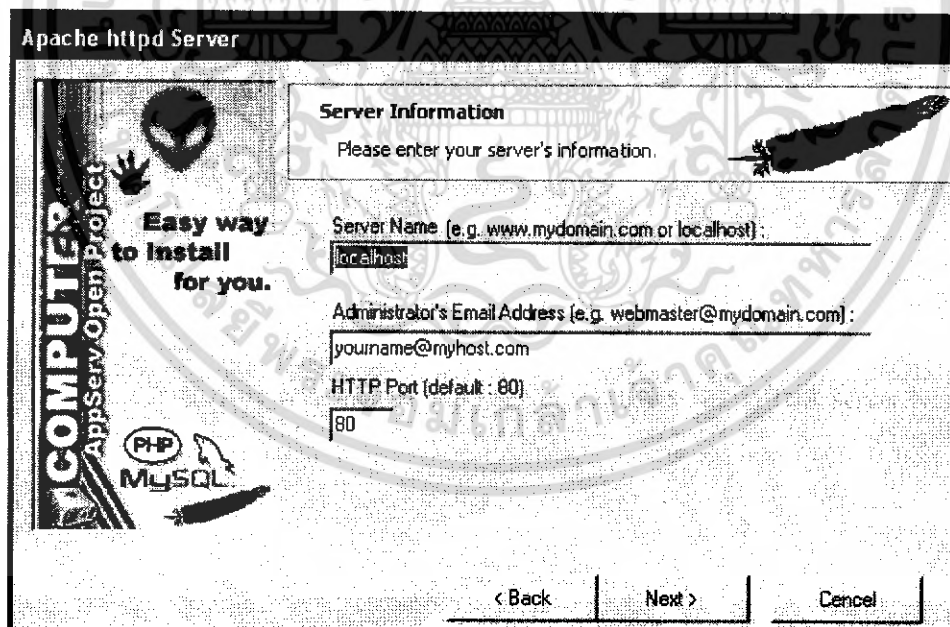 Apache httpd Server
Server Information
Please enter your server's information.
COMPUTER
AppServ Open Project
Easy way
to Install
for you.
Server Name (e.g. www.mydomain.com or localhost) :
localhost
Administrator's Email Address (e.g. webmaster@mydomain.com) :
yourname@myhost.com
HTTP Port (default : 80)
80
PHP
MySQL
< Back
Next >
Cancel